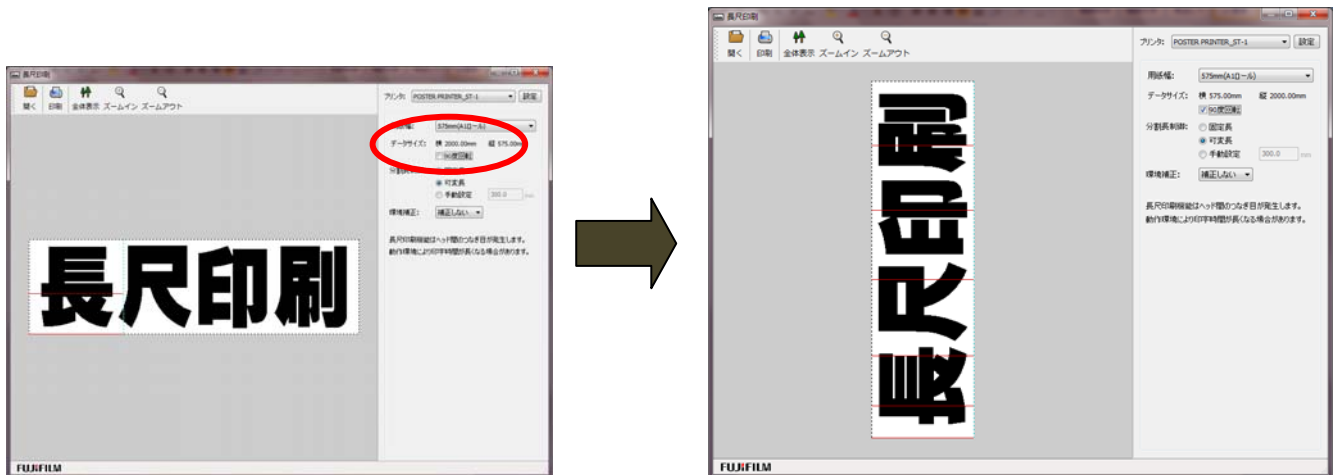 長尺印刷
開く 印刷 全体表示 ズームイン ズームアウト
プリンタ: POSTER PRINTER_ST-1 設定
575mm(A1ロール)
データサイズ: 横 2000.00mm 縦 575.00mm
90度回転
可変長
手動設定 300.0 mm
環境補正: 補正しない
長尺印刷機能はヘッド間のつなぎ目が発生します。
動作環境により印字時間が長くなる場合があります。
長尺印刷
FUJIFILM
長尺印刷
開く 印刷 全体表示 ズームイン ズームアウト
プリンタ: POSTER PRINTER_ST-1 設定
用紙幅: 575mm(A1ロール)
データサイズ: 横 575.00mm 縦 2000.00mm
90度回転
分割長制御: 固定長
可変長
手動設定 300.0 mm
環境補正: 補正しない
長尺印刷機能はヘッド間のつなぎ目が発生します。
動作環境により印字時間が長くなる場合があります。
長尺印刷
FUJIFILM